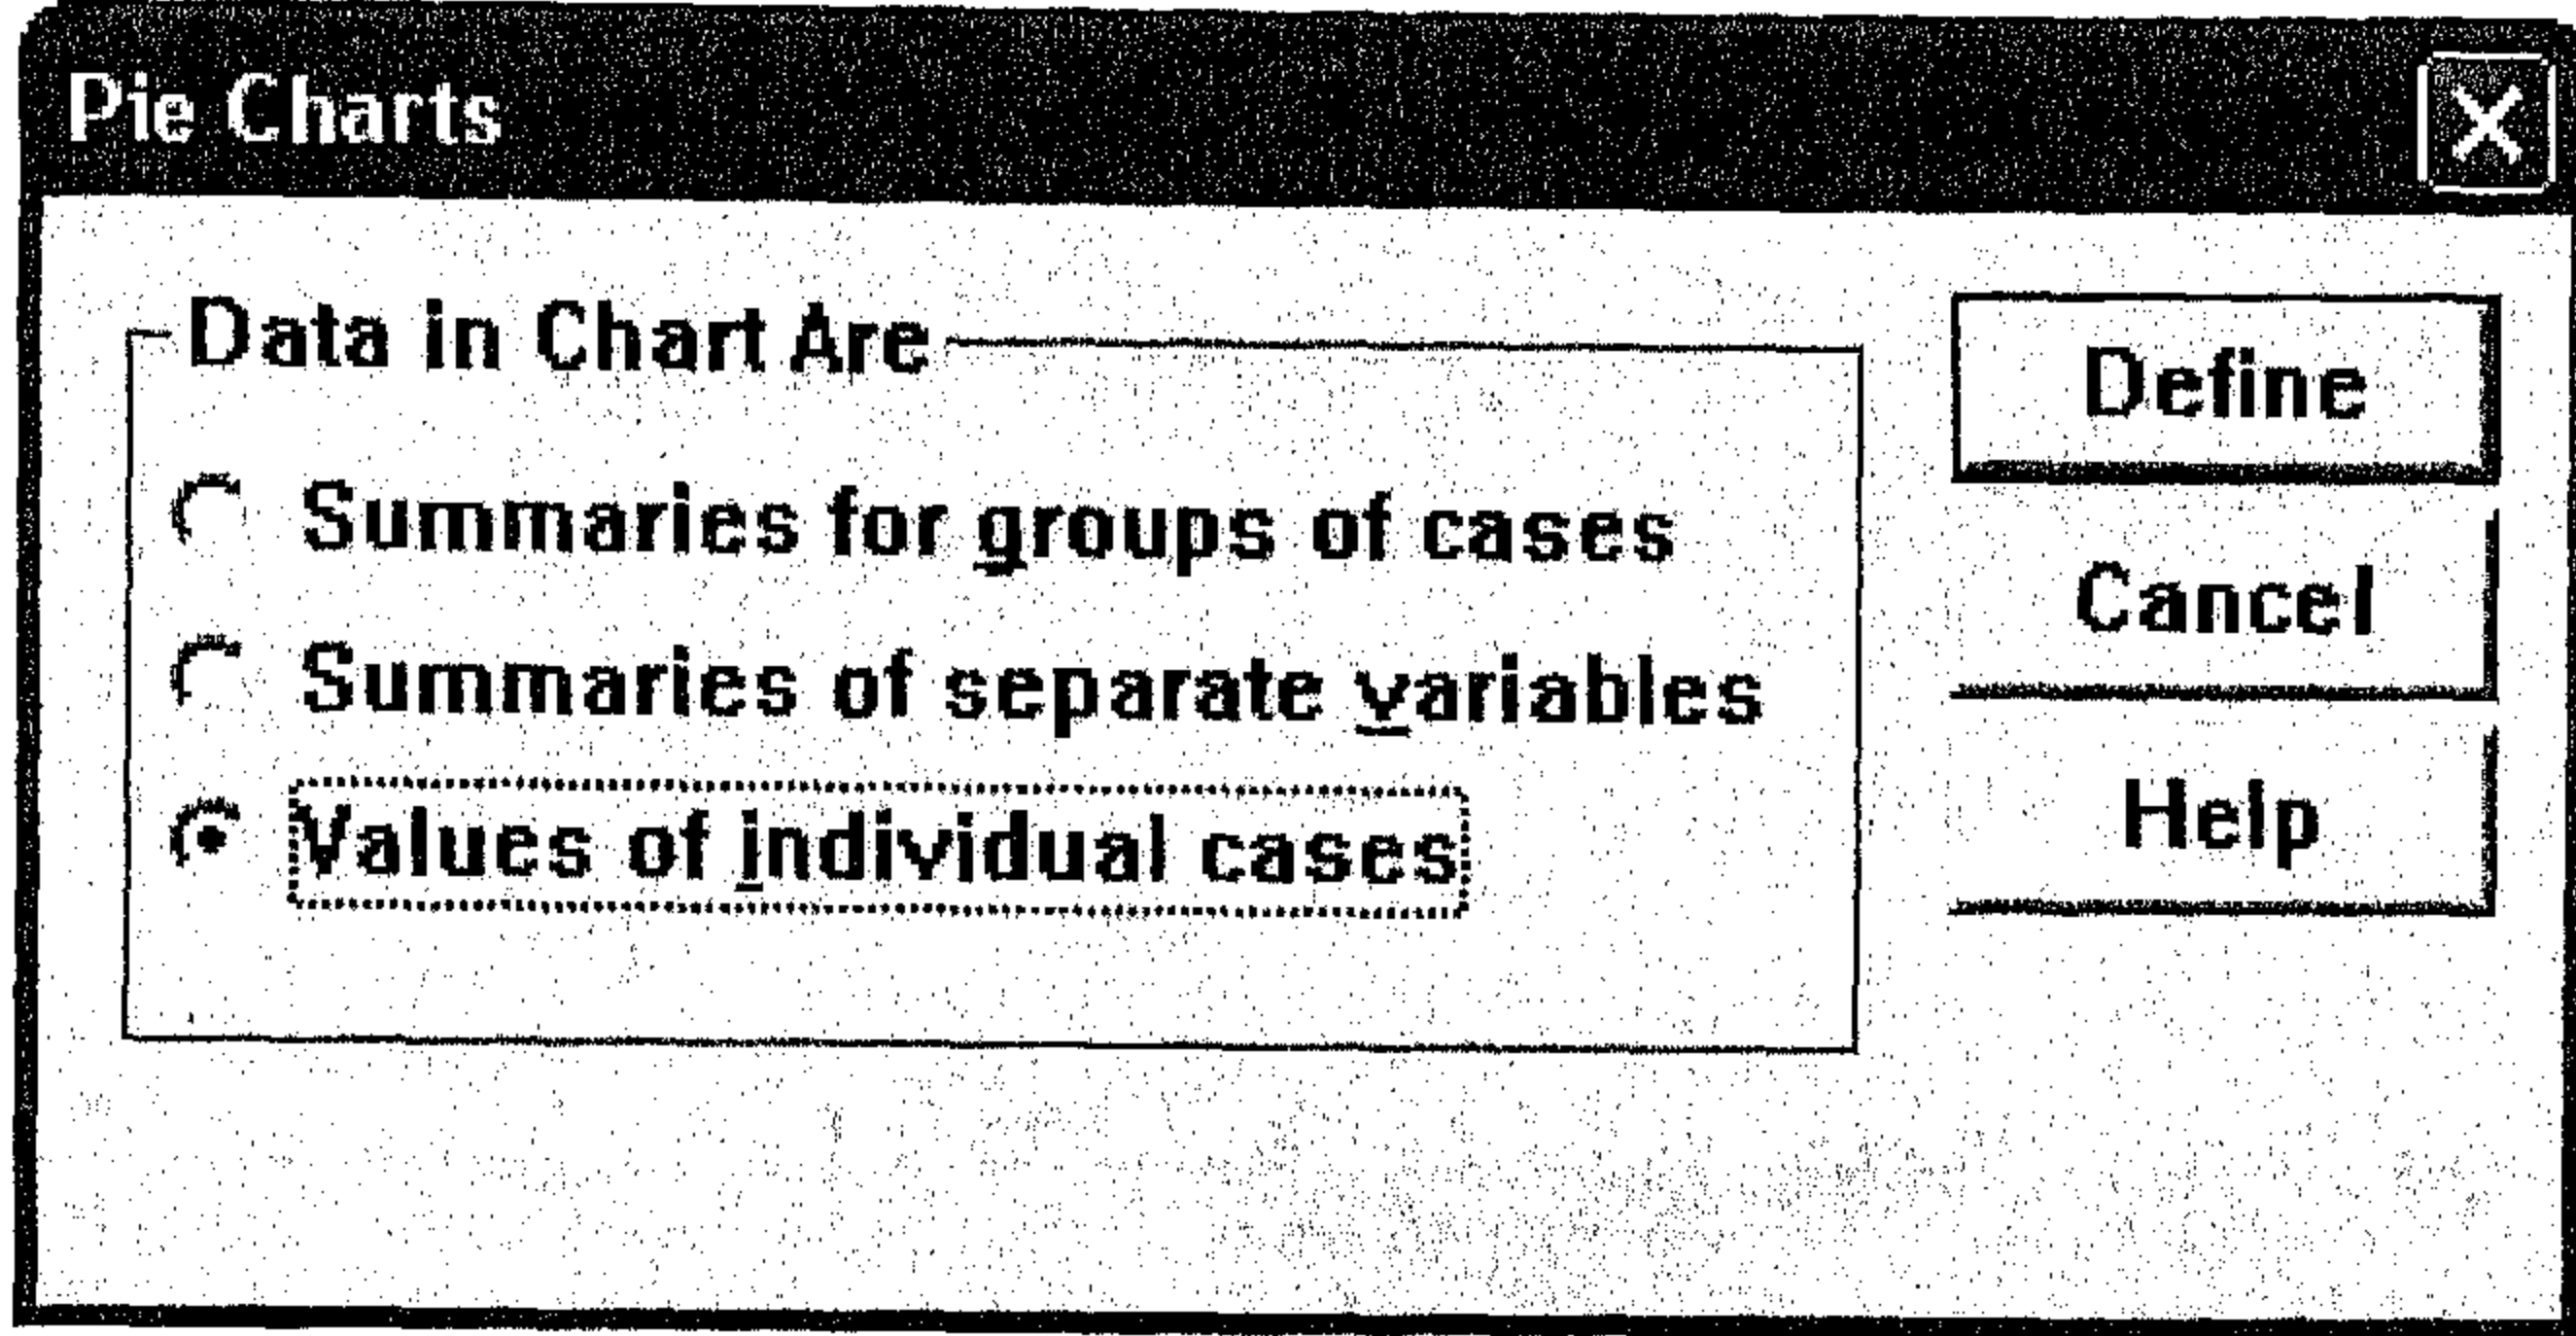 Pie Charts
Data in Chart Are
Summaries for groups of cases
Summaries of separate variables
Values of individual cases
Define
Cancel
Help